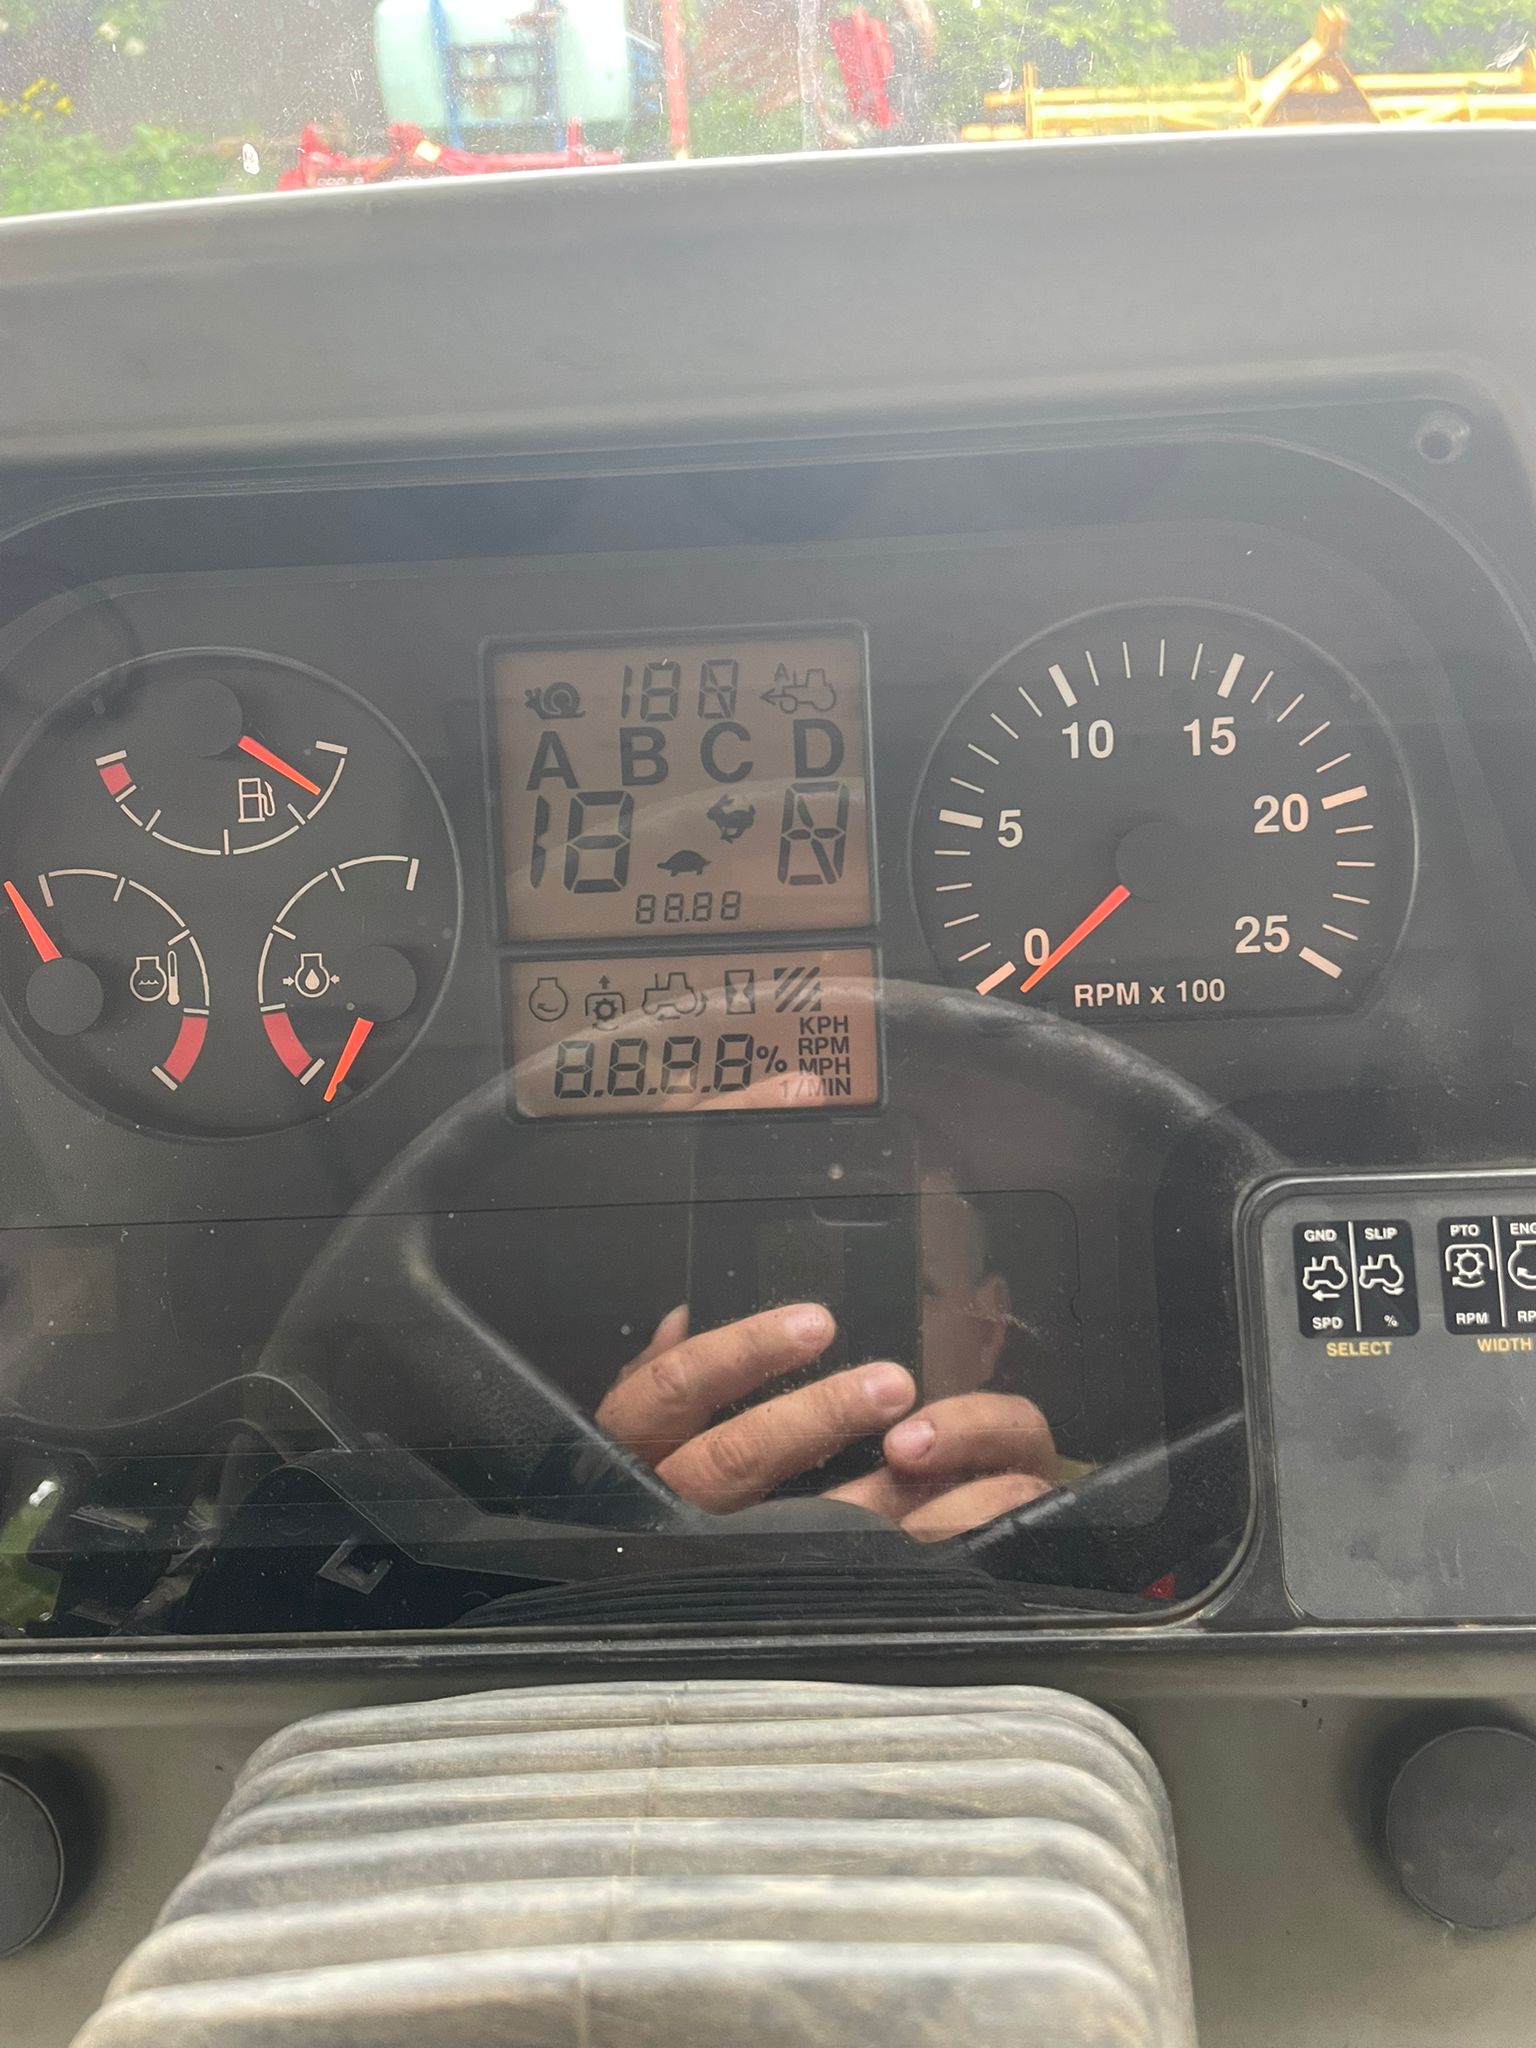 188
A
A B C D
18 8
88.88
8.8.8.8%
KPH
RPM
MPH
1/MIN
0
5
10
15
20
25
RPM x 100
GND SLIP
SPD %
SELECT
PTO
RPM
WIDTH